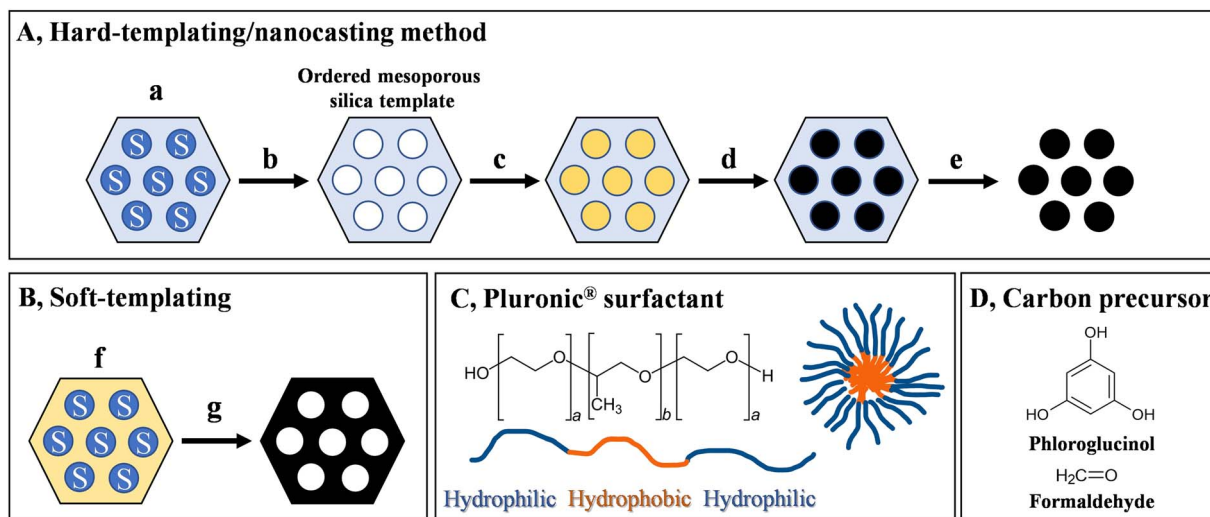 A, Hard-templating/nanocasting method
Ordered mesoporous
silica template
a
b
c
d
e
S S
S S S
S S
B, Soft-templating
f
g
S S
S S S
S S
C, Pluronic® surfactant
HO
O
CH3
O
O
H
a
b
a
Hydrophilic Hydrophobic Hydrophilic
D, Carbon precursor
OH
HO
OH
Phloroglucinol
H2C=O
Formaldehyde